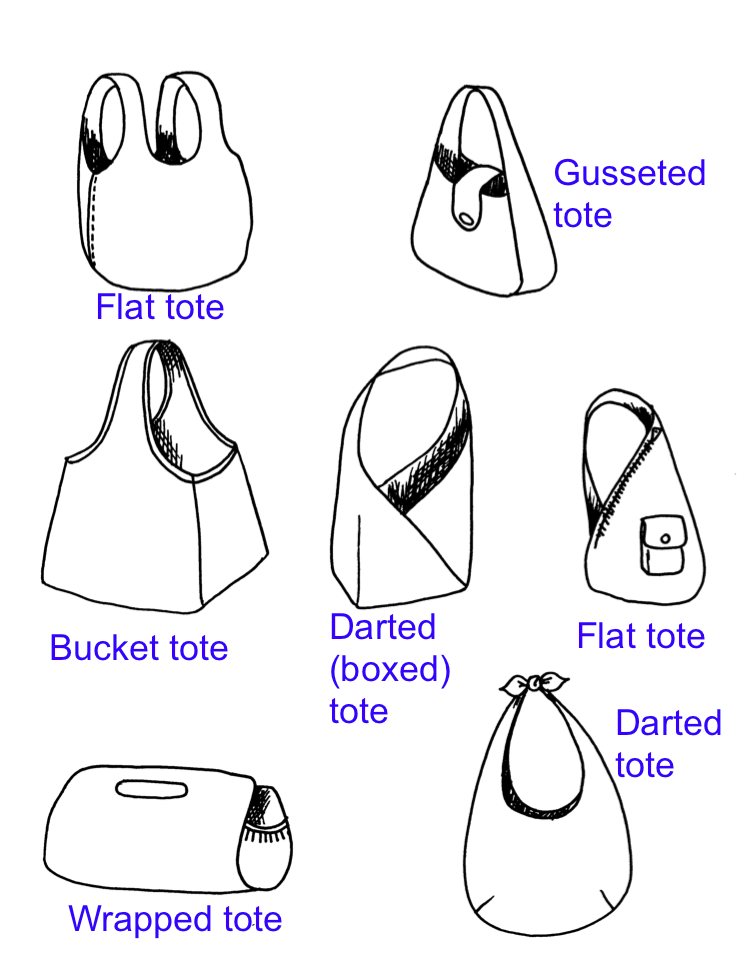 Gusseted
tote
Flat tote
Bucket tote
Darted
(boxed)
tote
Flat tote
Darted
tote
Wrapped tote